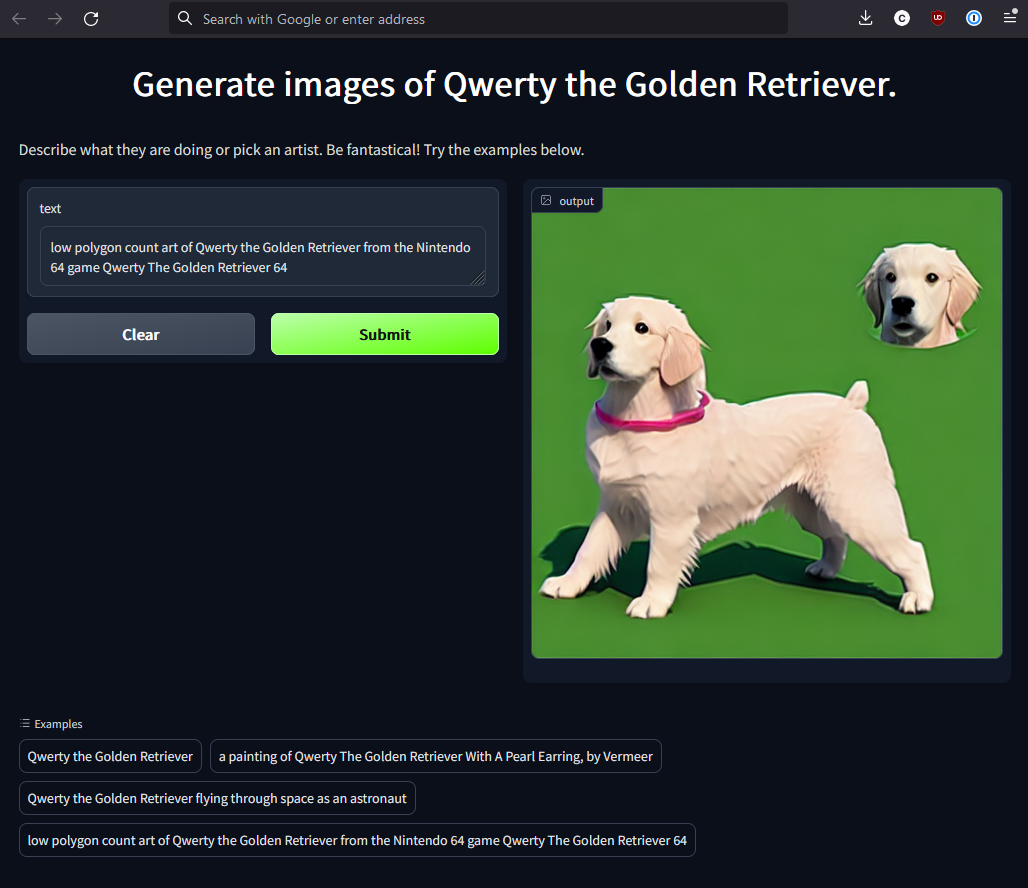 Search with Google or enter address
Generate images of Qwerty the Golden Retriever.
Describe what they are doing or pick an artist. Be fantastical! Try the examples below.
text
low polygon count art of Qwerty the Golden Retriever from the Nintendo
64 game Qwerty The Golden Retriever 64
Clear
Submit
output
Examples
Qwerty the Golden Retriever
a painting of Qwerty The Golden Retriever With A Pearl Earring, by Vermeer
Qwerty the Golden Retriever flying through space as an astronaut
low polygon count art of Qwerty the Golden Retriever from the Nintendo 64 game Qwerty The Golden Retriever 64